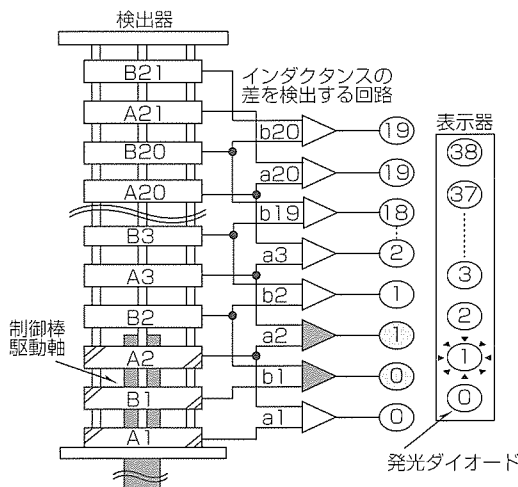 検出器
B21
A21
B20
A20
B3
A3
B2
A2
B1
A1
制御棒
駆動軸
インダクタンスの
差を検出する回路
b20
a20
b19
a3
b2
a2
b1
a1
19
19
18
2
1
1
0
0
表示器
38
37
3
2
1
0
発光ダイオード